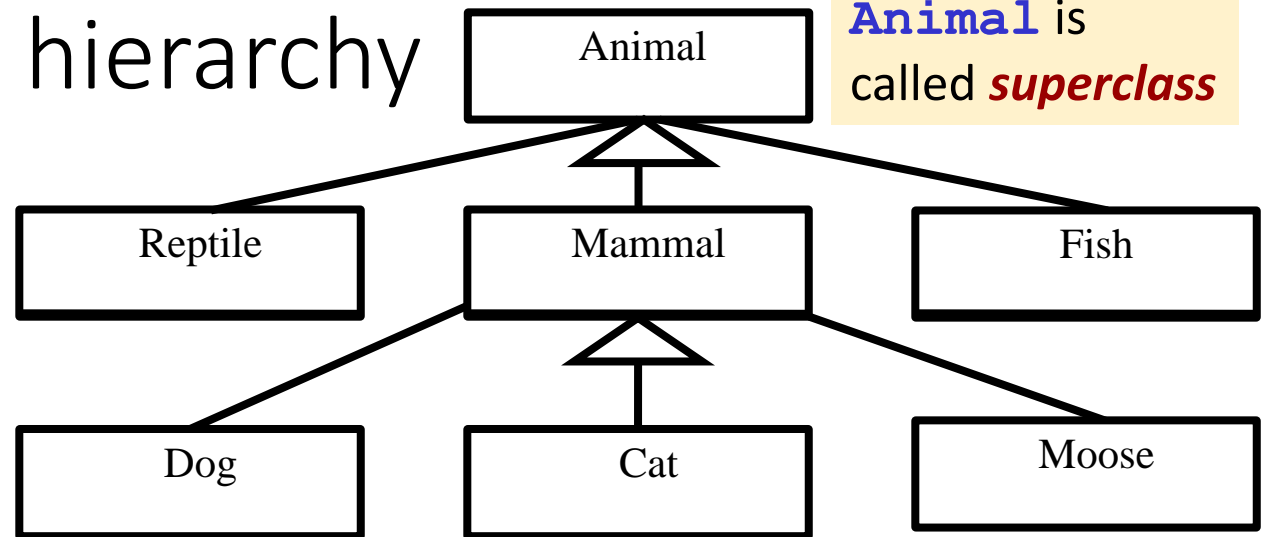 hierarchy
Animal
Animal is
called superclass
Reptile
Mammal
Fish
Dog
Cat
Moose